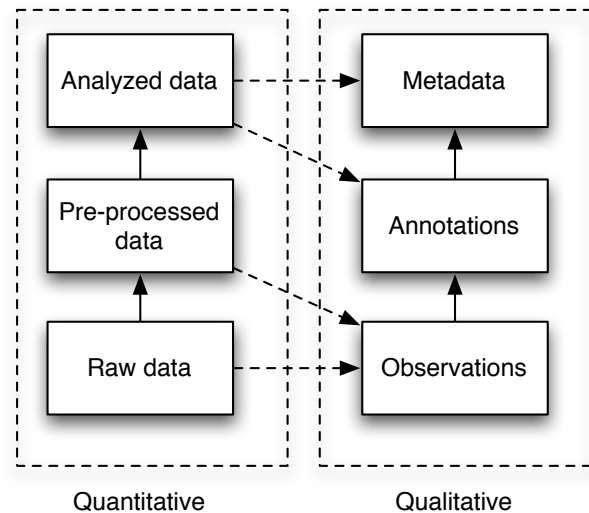 Analyzed data
Metadata
Pre-processed
data
Annotations
Raw data
Observations
Quantitative
Qualitative